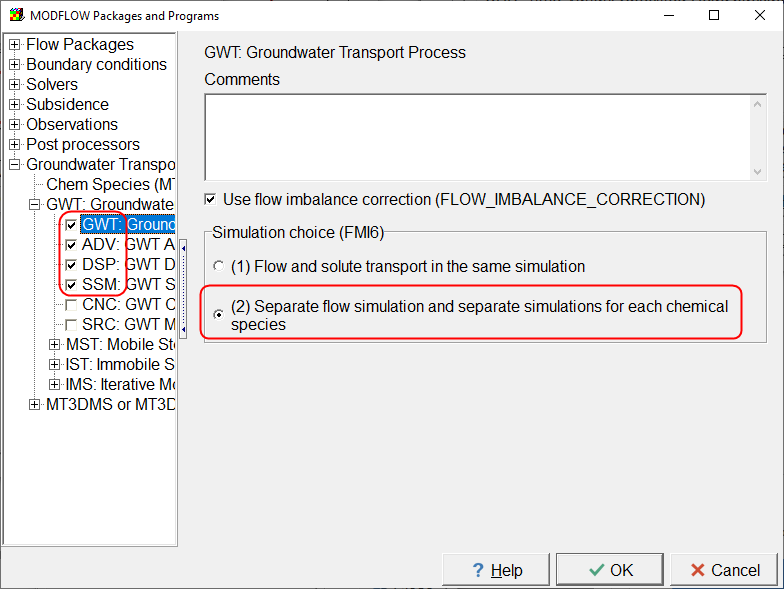 MODFLOW Packages and Programs
Flow Packages
Boundary conditions
Solvers
Subsidence
Observations
Post processors
Groundwater Transpo
Chem Species (MT
GWT: Groundwate
GWT: Ground
ADV: GWT A
DSP: GWT D
SSM: GWT S
CNC: GWT C
SRC: GWT M
MST: Mobile Sto
IST: Immobile S
IMS: Iterative Mo
MT3DMS or MT3D
GWT: Groundwater Transport Process
Comments
Use flow imbalance correction (FLOW_IMBALANCE_CORRECTION)
Simulation choice (FMI6)
(1) Flow and solute transport in the same simulation
(2) Separate flow simulation and separate simulations for each chemical
species
? Help
OK
Cancel